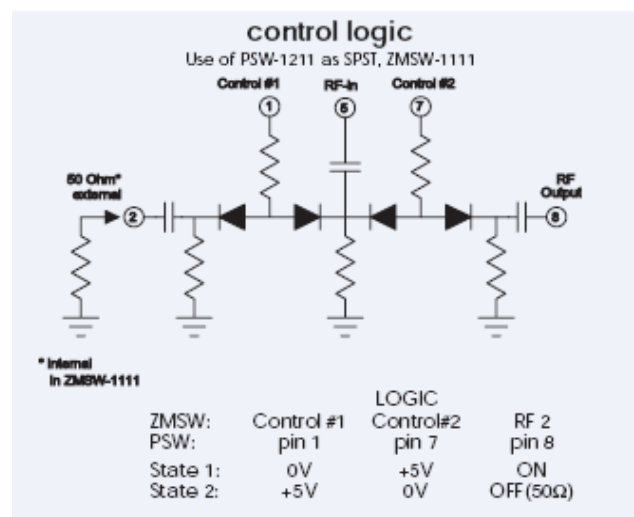 control logic
Use of PSW-1211 as SPST, ZMSW-1111
Control #1 RF-in Control #2
1 5 7
50 Ohm* external
RF Output
2
8
* Internal
in ZMSW-1111
LOGIC
ZMSW: Control #1 Control#2 RF 2
PSW: pin 1 pin 7 pin 8
State 1: 0V +5V ON
State 2: +5V 0V OFF(50Ω)